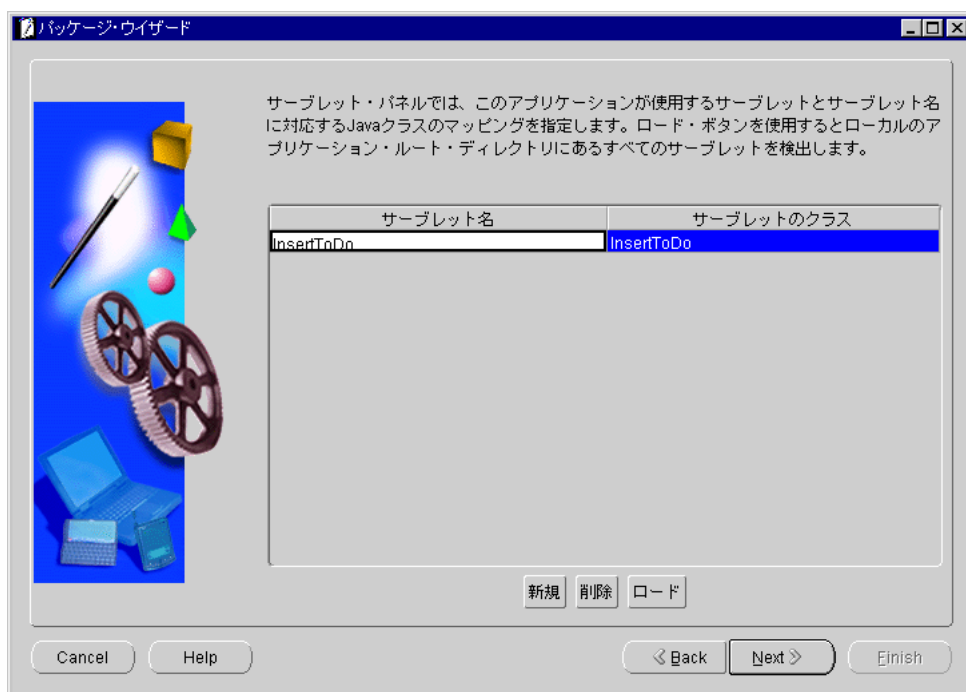 パッケージ・ウィザード
サーブレット・パネルでは、このアプリケーションが使用するサーブレットとサーブレット名
に対応するJavaクラスのマッピングを指定します。ロード・ボタンを使用するとローカルのア
プリケーション・ルート・ディレクトリにあるすべてのサーブレットを検出します。
サーブレット名 サーブレットのクラス
InsertToDo InsertToDo
新規 削除 ロード
Cancel Help Back Next Finish